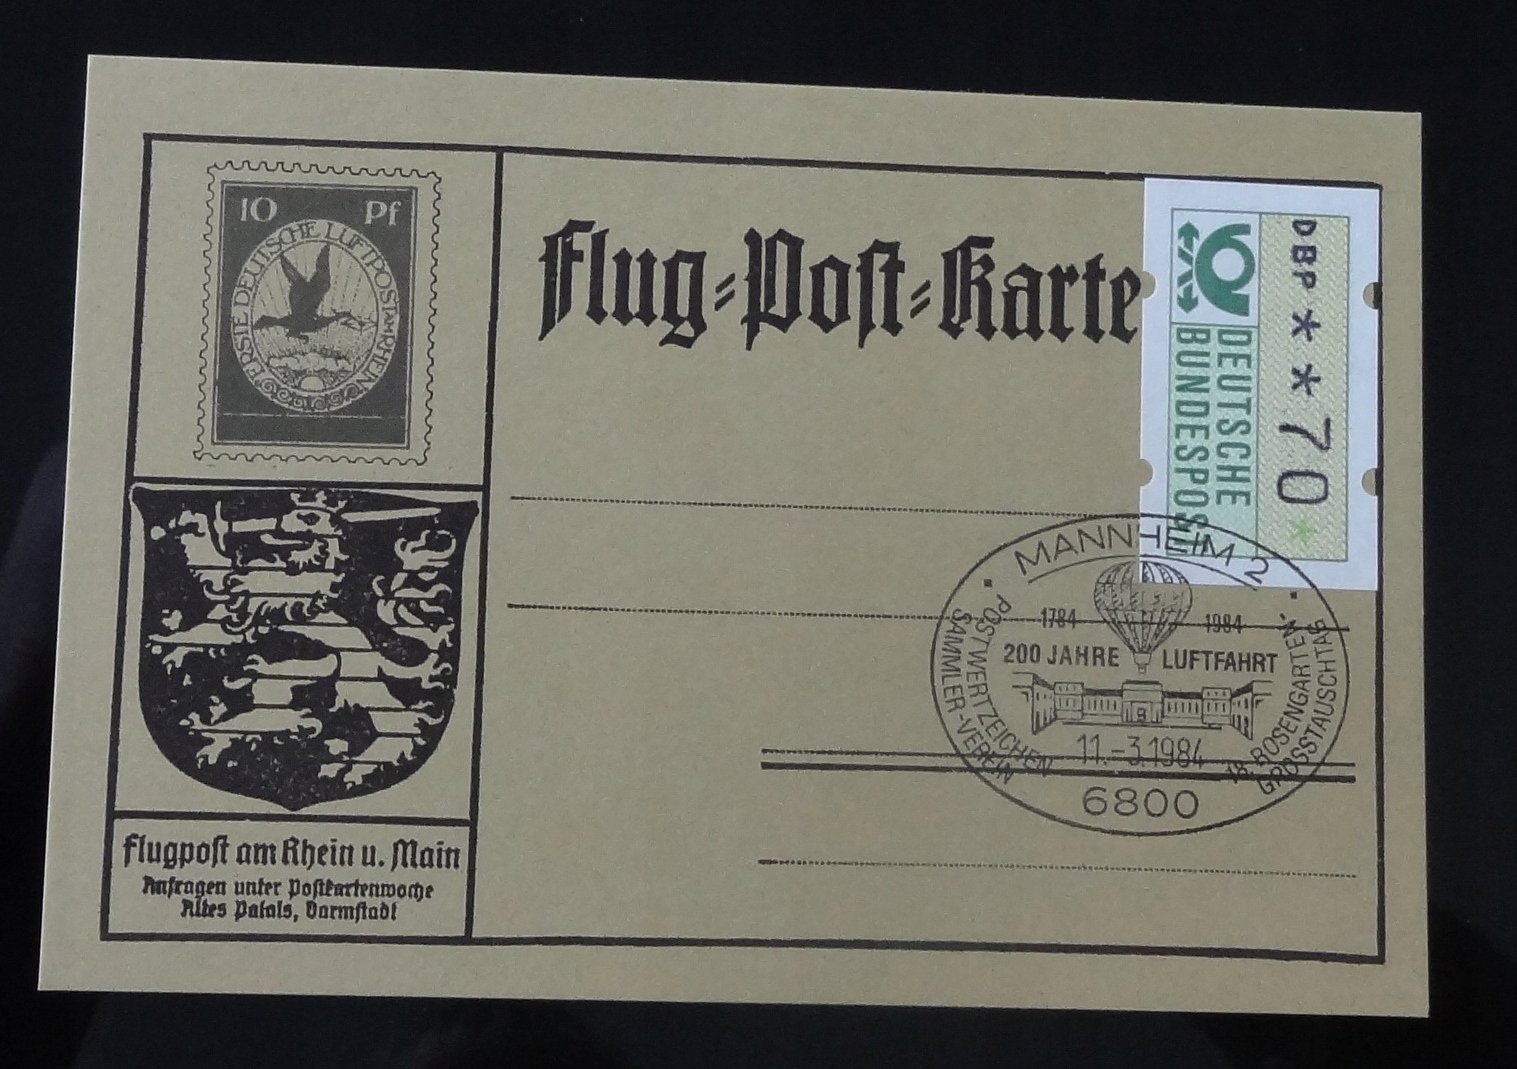 10 Pf
ERSTE DEUTSCHE LUFTPOST AM RHEIN
Flug=Post=Karte
DBP **70*
DEUTSCHE
BUNDESPOST
MANNHEIM 2
1784 1984
200 JAHRE LUFTFAHRT
POSTWERTZEICHEN
SAMMLER-VEREIN
18. ROSENGARTEN-
GROSSTAUSCHTAG
11.-3.1984
6800
Flugpost am Rhein u. Main
Anfragen unter Postkartenwoche
Altes Palais, Darmstadt